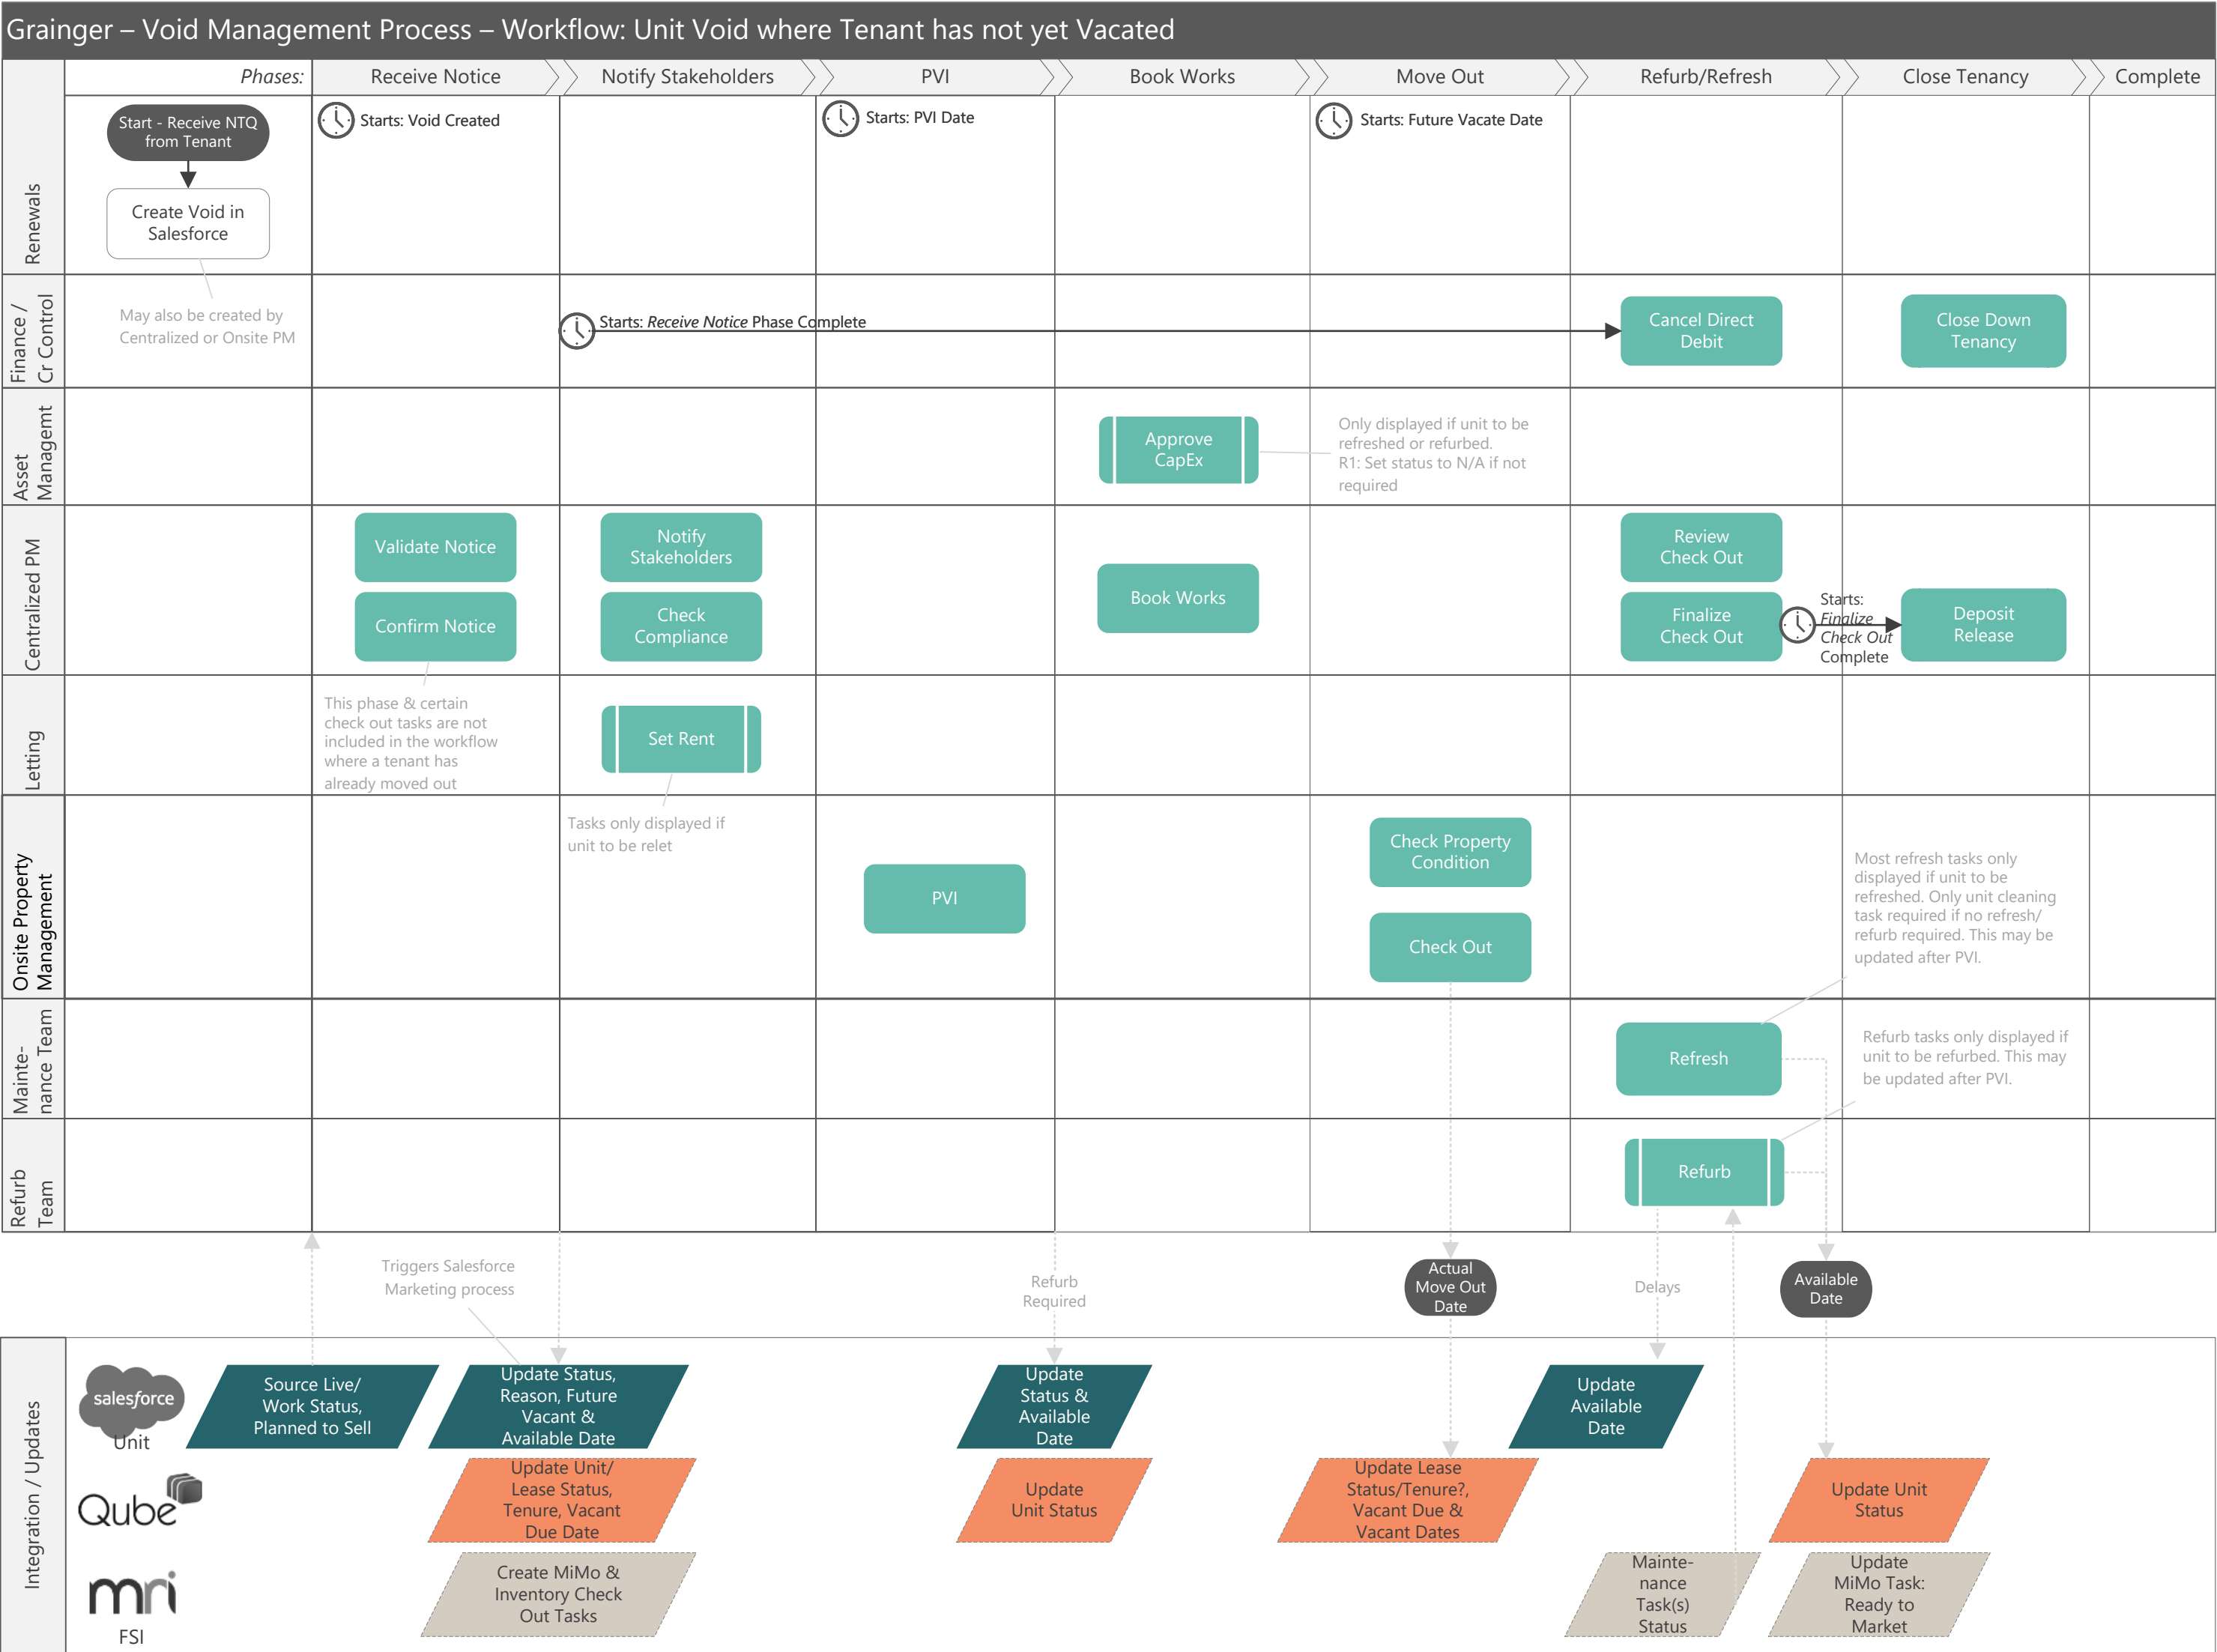 Grainger – Void Management Process – Workflow: Unit Void where Tenant has not yet Vacated
Phases:
Receive Notice
Notify Stakeholders
PVI
Book Works
Move Out
Refurb/Refresh
Close Tenancy
Complete
Renewals
Start - Receive NTQ
from Tenant
Create Void in
Salesforce
Starts: Void Created
Starts: PVI Date
Starts: Future Vacate Date
Finance /
Cr Control
May also be created by
Centralized or Onsite PM
Starts: Receive Notice Phase Complete
Cancel Direct
Debit
Close Down
Tenancy
Asset
Managemt
Approve
CapEx
Only displayed if unit to be
refreshed or refurbed.
R1: Set status to N/A if not
required
Centralized PM
Validate Notice
Confirm Notice
Notify
Stakeholders
Check
Compliance
Book Works
Review
Check Out
Finalize
Check Out
Starts:
Finalize
Check Out
Complete
Deposit
Release
Letting
This phase & certain
check out tasks are not
included in the workflow
where a tenant has
already moved out
Set Rent
Onsite Property
Management
Tasks only displayed if
unit to be relet
PVI
Check Property
Condition
Check Out
Most refresh tasks only
displayed if unit to be
refreshed. Only unit cleaning
task required if no refresh/
refurb required. This may be
updated after PVI.
Mainte-
nance Team
Refresh
Refurb tasks only displayed if
unit to be refurbed. This may
be updated after PVI.
Refurb
Team
Refurb
Triggers Salesforce
Marketing process
Refurb
Required
Actual
Move Out
Date
Delays
Available
Date
Integration / Updates
salesforce
Unit
Source Live/
Work Status,
Planned to Sell
Update Status,
Reason, Future
Vacant &
Available Date
Update
Status &
Available
Date
Update
Available
Date
Qube
Update Unit/
Lease Status,
Tenure, Vacant
Due Date
Update
Unit Status
Update Lease
Status/Tenure?,
Vacant Due &
Vacant Dates
Update Unit
Status
mri
FSI
Create MiMo &
Inventory Check
Out Tasks
Mainte-
nance
Task(s)
Status
Update
MiMo Task:
Ready to
Market